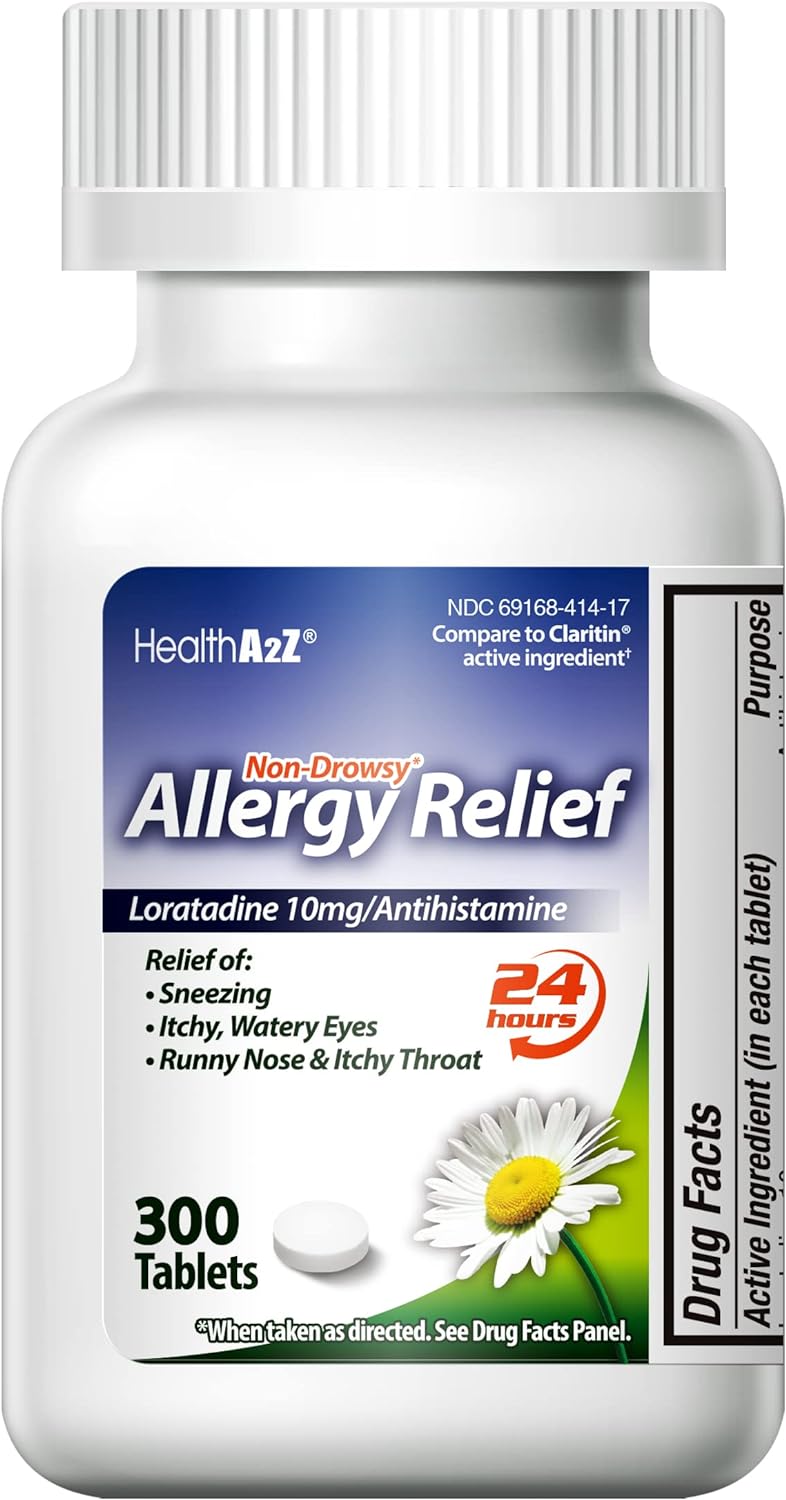 HealthA2Z®
NDC 69168-414-17
Compare to Claritin®
active ingredient†
Non-Drowsy*
Allergy Relief
Loratadine 10mg/Antihistamine
Relief of:
• Sneezing
• Itchy, Watery Eyes
• Runny Nose & Itchy Throat
24
hours
300
Tablets
*When taken as directed. See Drug Facts Panel.
Drug Facts
Active Ingredient (in each tablet) Purpose